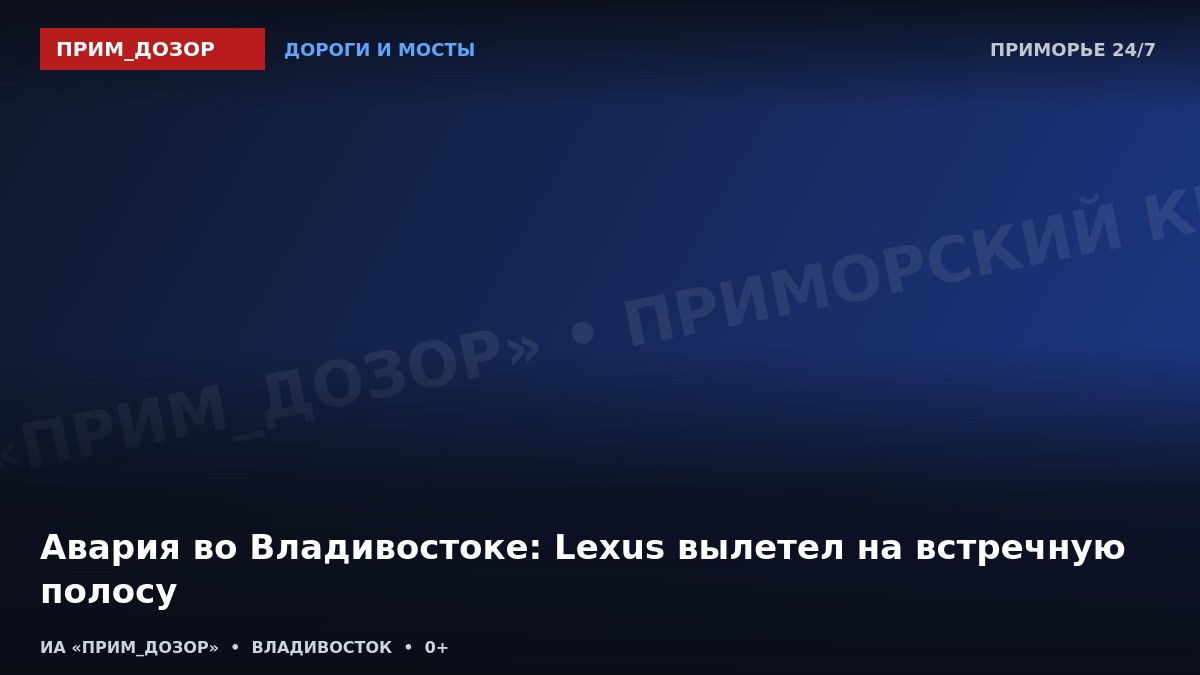 ПРИМ_ДОЗОР
ДОРОГИ И МОСТЫ
ПРИМОРЬЕ 24/7
«ПРИМ_ДОЗОР» • ПРИМОРСКИЙ
Авария во Владивостоке: Lexus вылетел на встречную
полосу
ИА «ПРИМ_ДОЗОР» • ВЛАДИВОСТОК • 0+